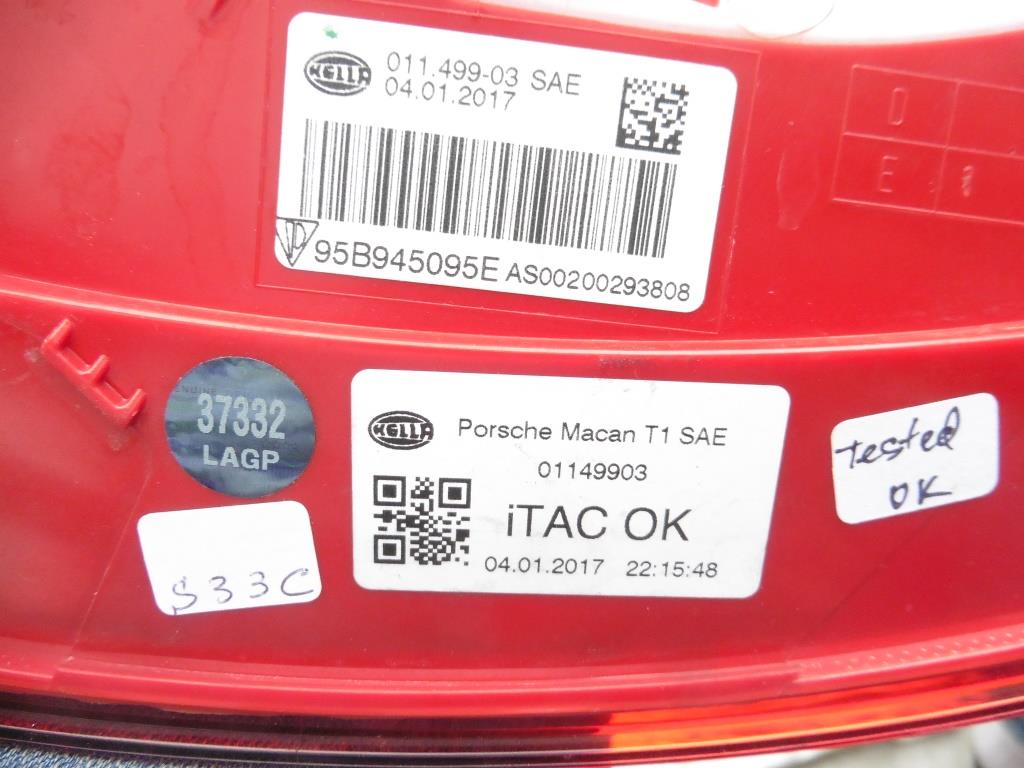 HELLA
011.499-03 SAE
04.01.2017
95B945095E AS00200293808
D
E
37332
LAGP
S33C
HELLA
Porsche Macan T1 SAE
01149903
iTAC OK
04.01.2017 22:15:48
Tested
OK